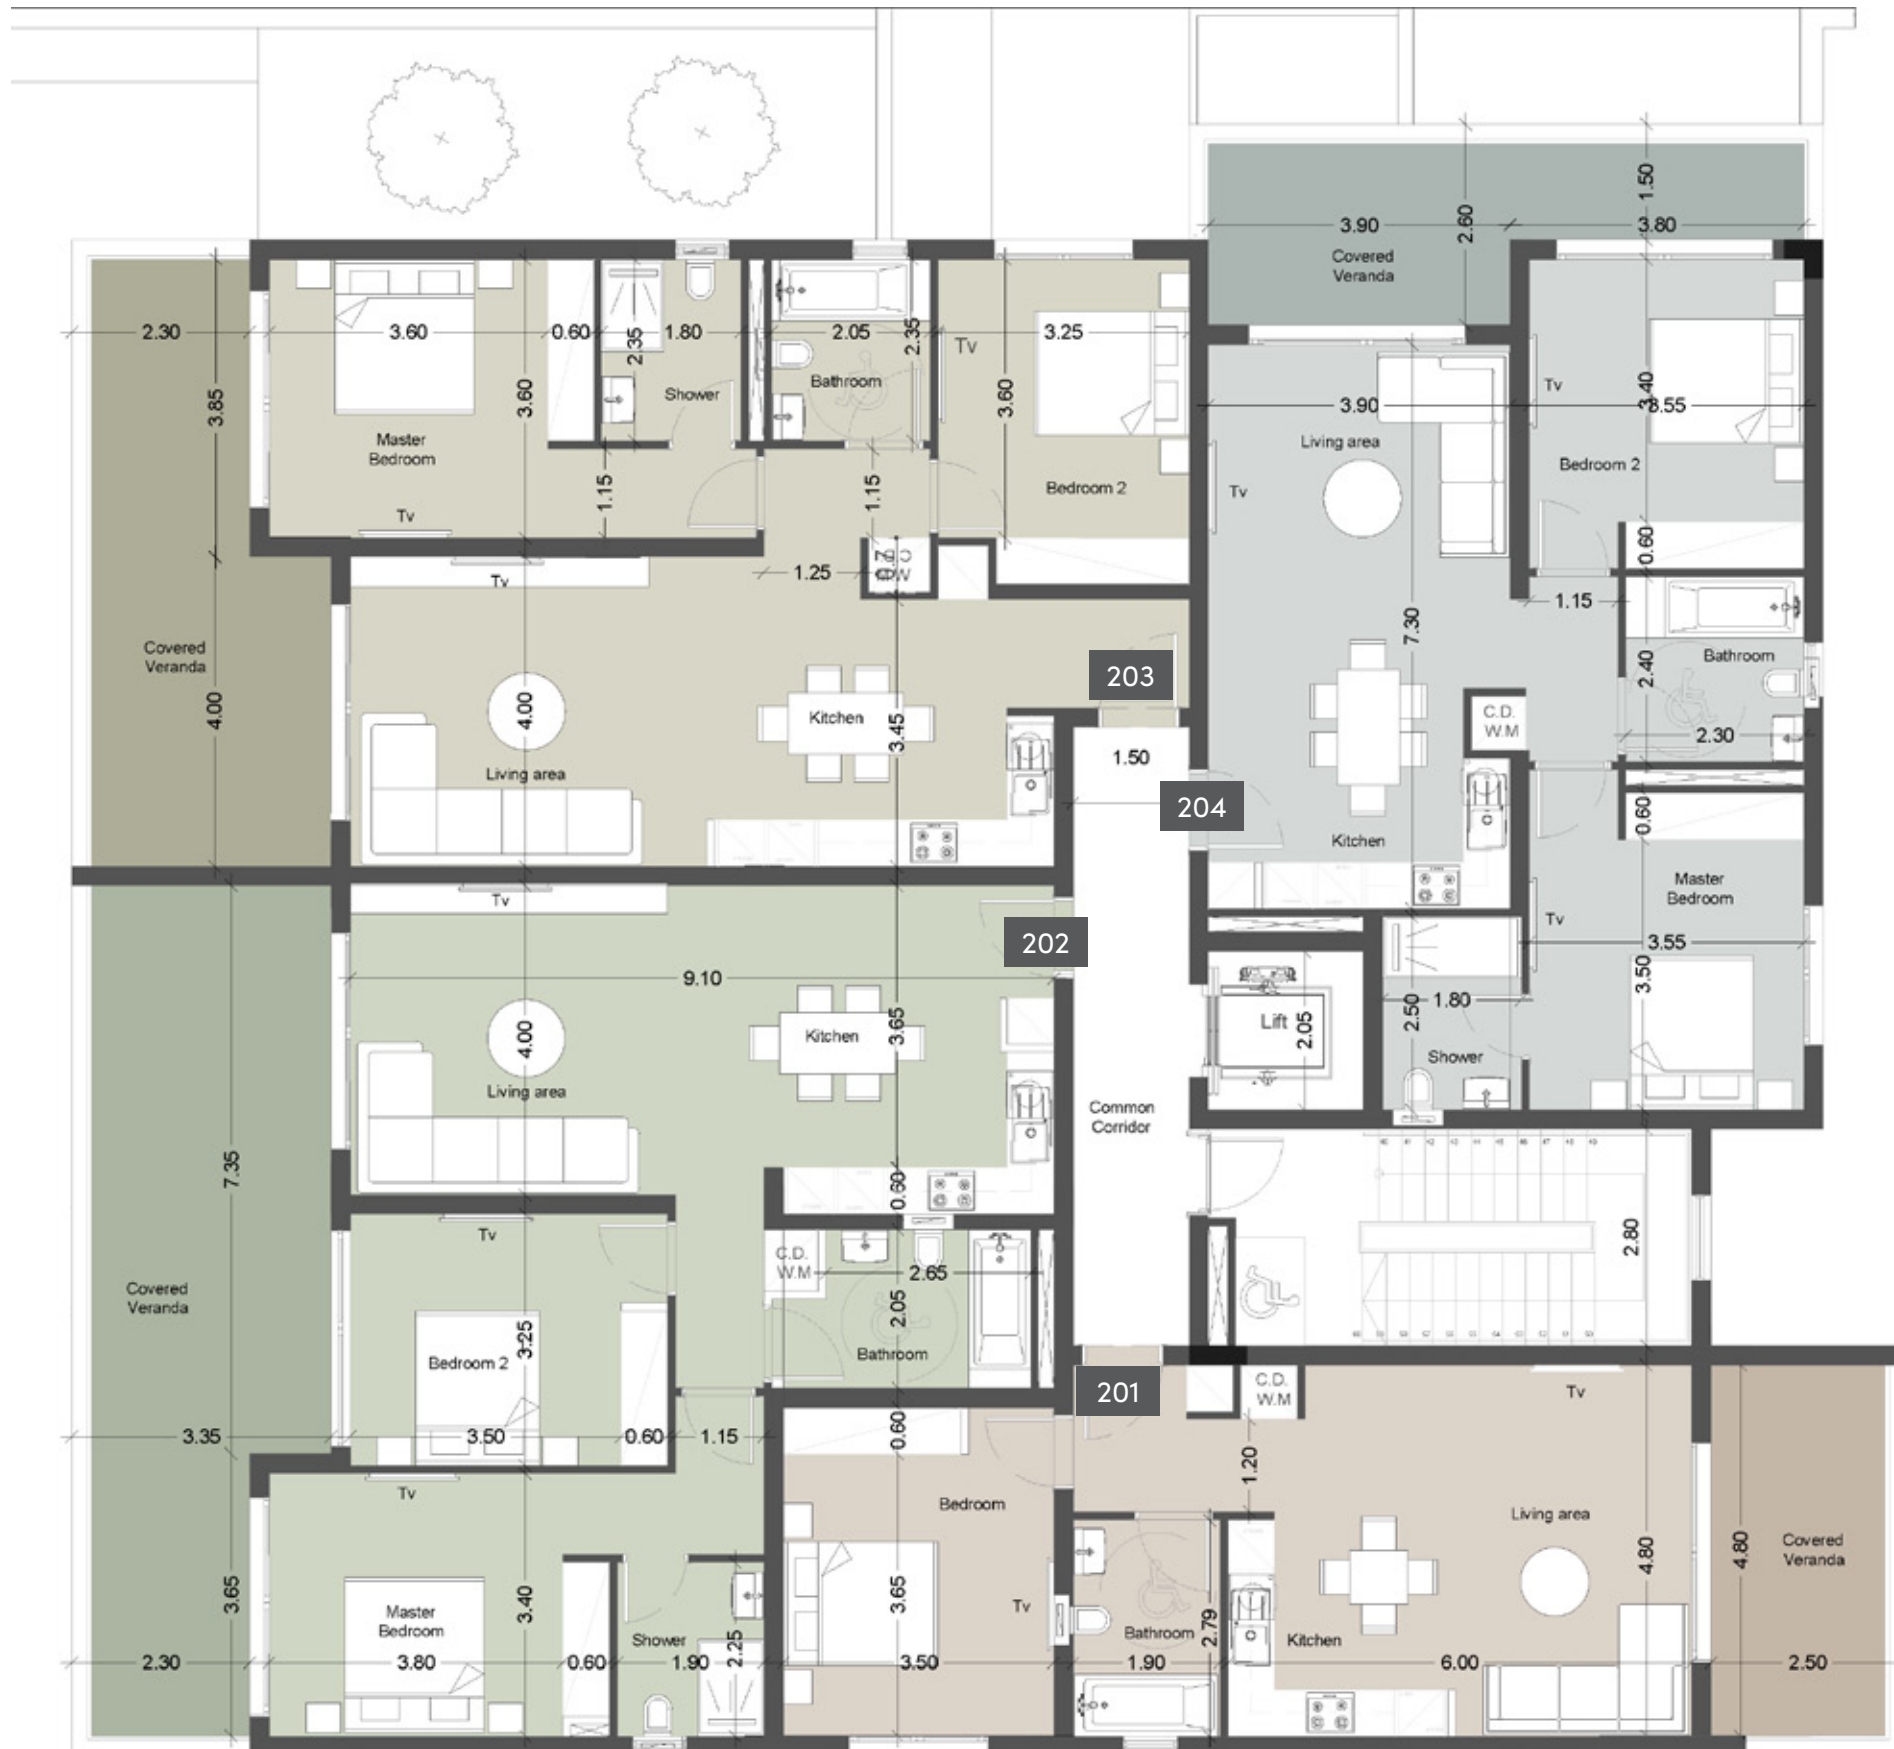 1.50
3.90
2.60
3.80
Covered
Veranda
2.30
3.60
0.60
2.35
1.80
2.05
2.35
3.25
Tv
3.85
3.60
Shower
Bathroom
3.60
Master
Bedroom
Bedroom 2
1.15
1.15
Tv
3.90
Living area
Tv
3.40
3.55
Bedroom 2
Tv
0.60
1.15
1.25
Tv
Covered
Veranda
4.00
4.00
Kitchen
3.45
Living area
203
1.50
204
7.30
C.D.
W.M
Bathroom
2.40
2.30
Kitchen
0.60
Master
Bedroom
Tv
3.55
3.50
1.80
2.50
Shower
Lift
2.05
Tv
202
9.10
4.00
Kitchen
3.65
Living area
0.60
Common
Corridor
7.35
Covered
Veranda
Tv
C.D.
W.M
2.65
2.05
Bathroom
3.25
Bedroom 2
3.35
3.50
0.60
1.15
2.80
201
C.D.
W.M
Tv
0.60
1.20
Tv
Bedroom
Living area
3.65
Master
Bedroom
3.40
Shower
2.25
2.30
3.80
0.60
1.90
3.65
Tv
3.50
Bathroom
2.79
1.90
Kitchen
6.00
4.80
4.80
Covered
Veranda
2.50